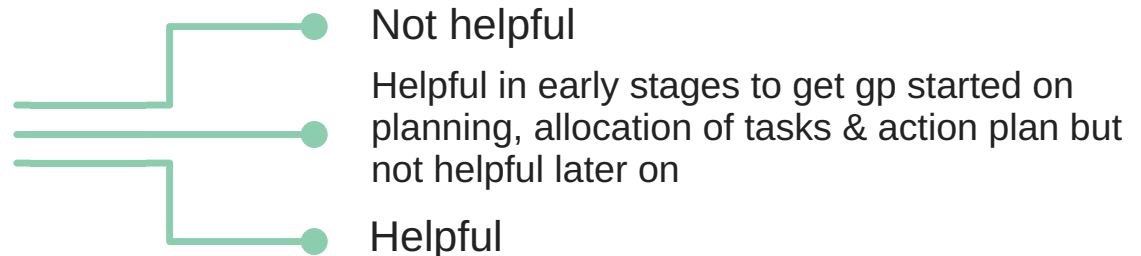 Not helpful
Helpful in early stages to get gp started on
planning, allocation of tasks & action plan but
not helpful later on
Helpful